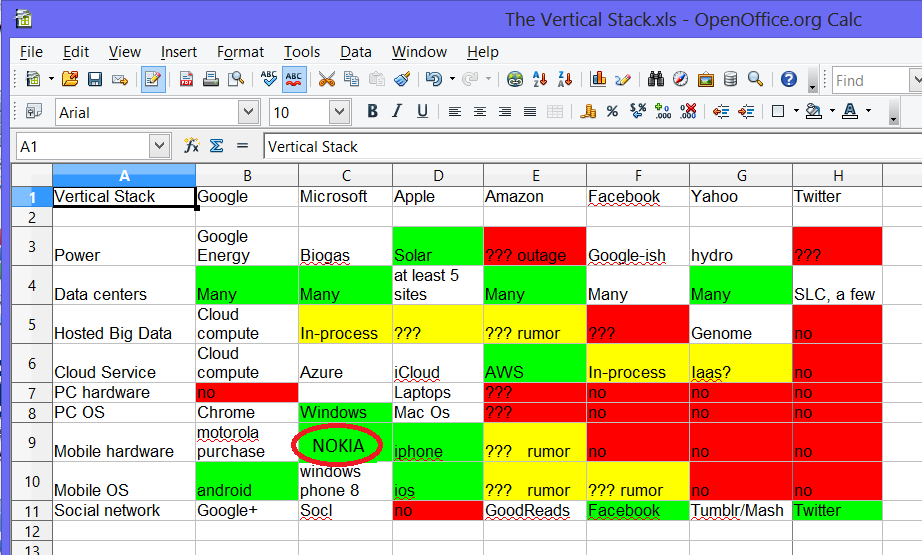 The Vertical Stack.xls - OpenOffice.org Calc
File Edit View Insert Format Tools Data Window Help
PDF ABC ABC Find
Arial 10 B I U
A1 Vertical Stack
A B C D E F G H
1 Vertical Stack Google Microsoft Apple Amazon Facebook Yahoo Twitter
2
3 Power Google Energy Biogas Solar ??? outage Google-ish hydro ???
4 Data centers Many Many at least 5 sites Many Many Many SLC, a few
5 Hosted Big Data Cloud compute In-process ??? ??? rumor ??? Genome no
6 Cloud Service Cloud compute Azure iCloud AWS In-process Iaas? no
7 PC hardware no Laptops ??? no no no
8 PC OS Chrome Windows Mac Os ??? no no no
9 Mobile hardware motorola purchase NOKIA iphone ??? rumor no no no
10 Mobile OS android windows phone 8 ios ??? rumor ??? rumor no no
11 Social network Google+ Socl no GoodReads Facebook Tumblr/Mash Twitter
12
13